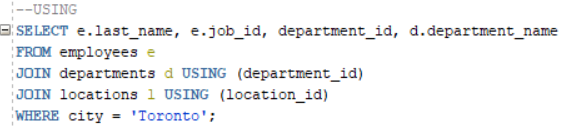 --USING
SELECT e.last_name, e.job_id, department_id, d.department_name
FROM employees e
JOIN departments d USING (department_id)
JOIN locations l USING (location_id)
WHERE city = 'Toronto';